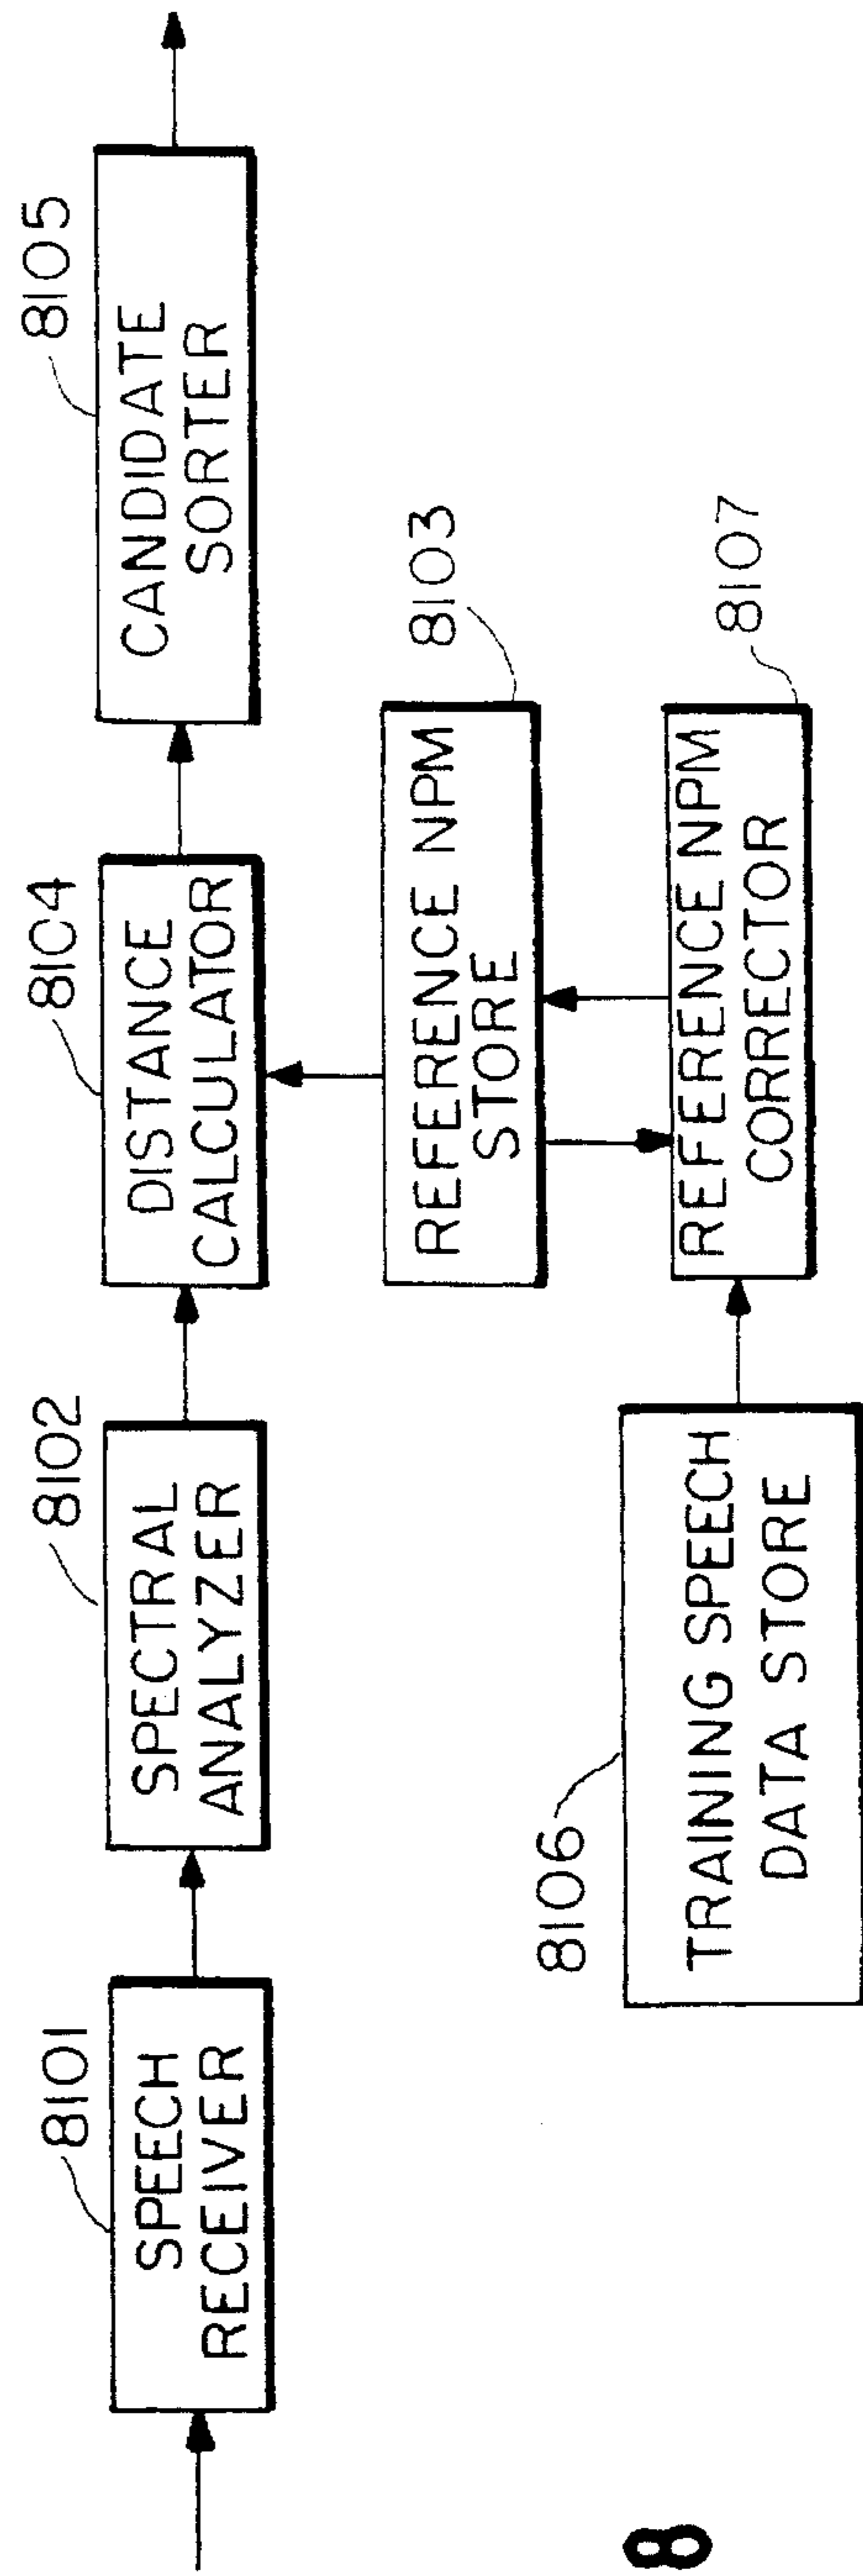 8101
SPEECH
RECEIVER
8102
SPECTRAL
ANALYZER
8104
DISTANCE
CALCULATOR
8105
CANDIDATE
SORTER
8103
REFERENCE NPM
STORE
8106
TRAINING SPEECH
DATA STORE
8107
REFERENCE NPM
CORRECTOR
8